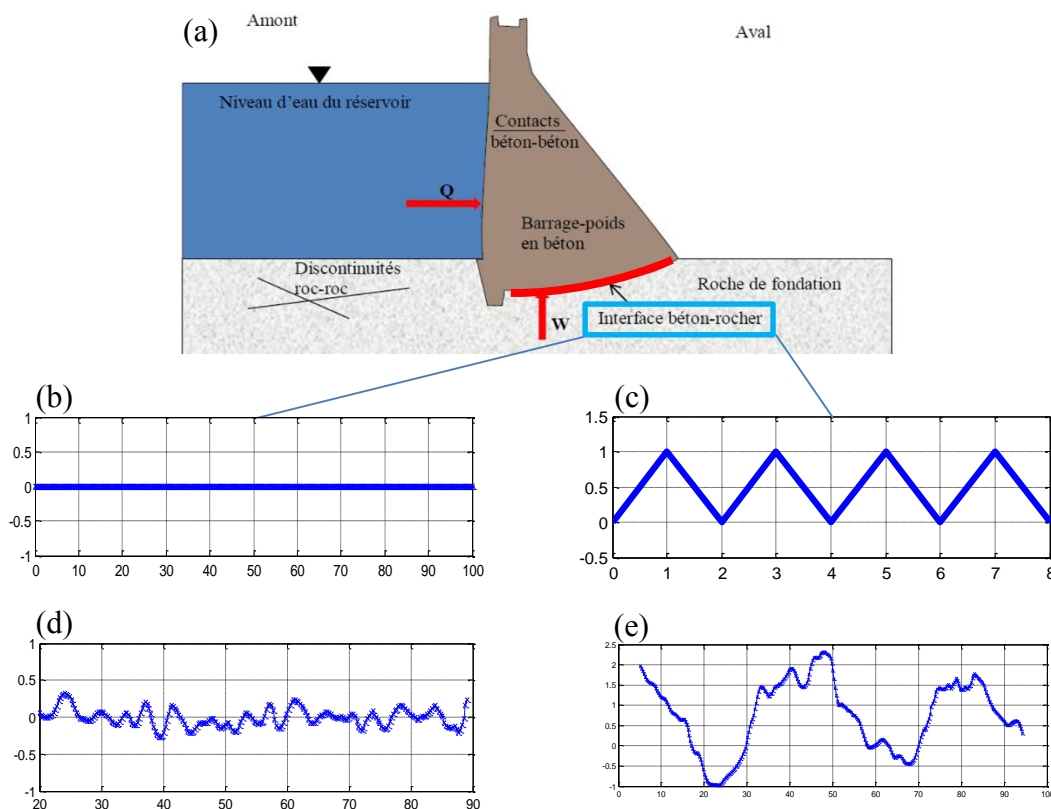 (a)
Amont
Aval
Niveau d'eau du réservoir
Contacts
béton-béton
Q
Barrage-poids
en béton
Discontinuités
roc-roc
Roche de fondation
W
Interface béton-rocher
(b)
1
0.5
0
-0.5
-1
0 10 20 30 40 50 60 70 80 90 100
(c)
1.5
1
0.5
0
-0.5
0 1 2 3 4 5 6 7 8
(d)
1
0.5
0
-0.5
-1
20 30 40 50 60 70 80 90
(e)
2.5
2
1.5
1
0.5
0
-0.5
-1
0 10 20 30 40 50 60 70 80 90 100